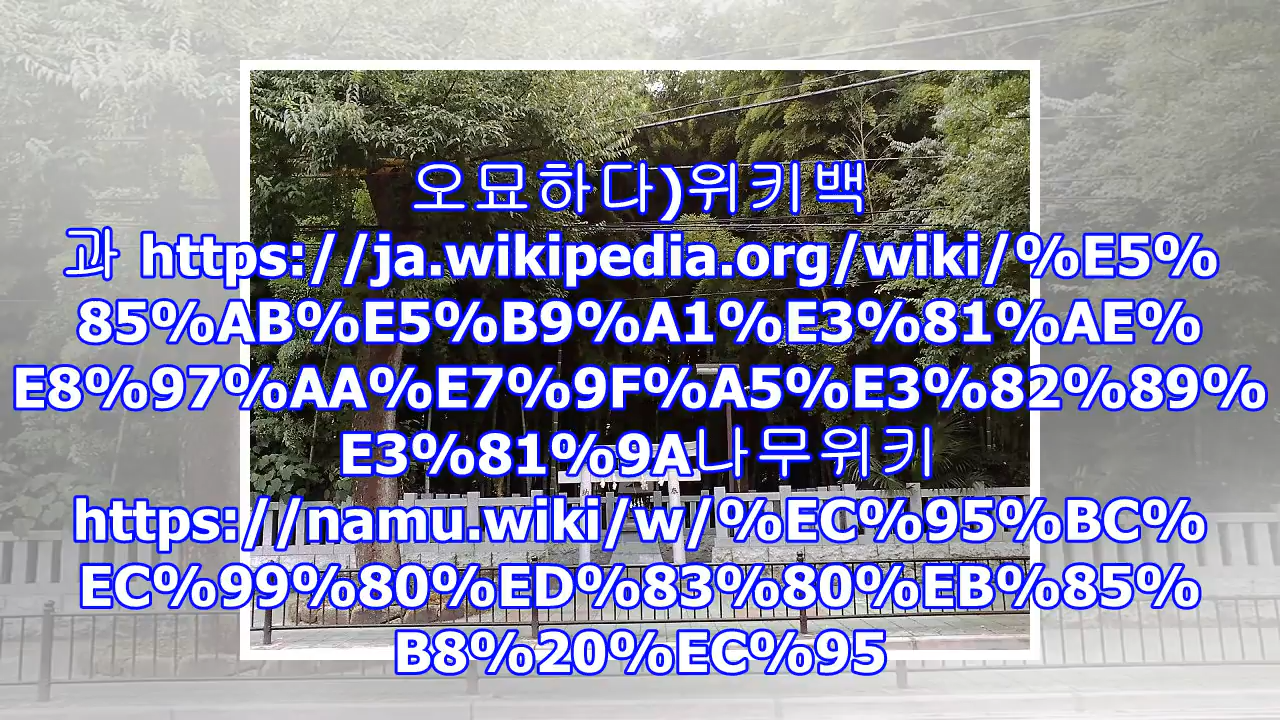 오묘하다)위키백
과 https://ja.wikipedia.org/wiki/%E5%
85%AB%E5%B9%A1%E3%81%AE%
E8%97%AA%E7%9F%A5%E3%82%89%
E3%81%9A나무위키
https://namu.wiki/w/%EC%95%BC%
EC%99%80%ED%83%80%EB%85%
B8%20%EC%95